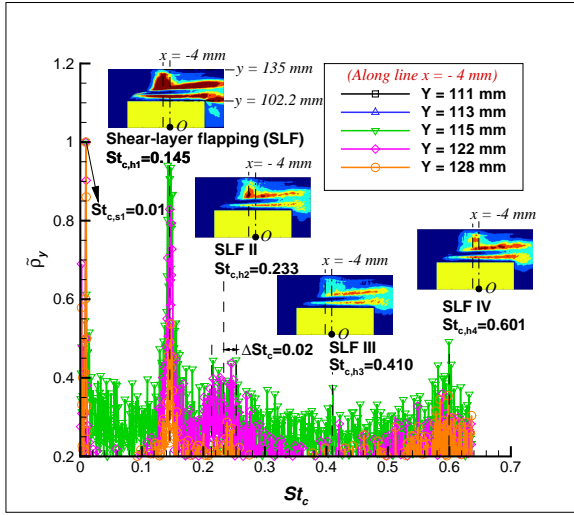 x = -4 mm
y = 135 mm
y = 102.2 mm
O
Shear-layer flapping (SLF)
St_c,h1=0.145
St_c,s1=0.01
(Along line x = - 4 mm)
Y = 111 mm
Y = 113 mm
Y = 115 mm
Y = 122 mm
Y = 128 mm
x= - 4 mm
O
SLF II
St_c,h2=0.233
ΔSt_c=0.02
x = -4 mm
O
SLF III
St_c,h3=0.410
x = -4 mm
O
SLF IV
St_c,h4=0.601
1.2
1
0.8
0.6
0.4
0.2
ρ̃_y
0 0.1 0.2 0.3 0.4 0.5 0.6 0.7
St_c